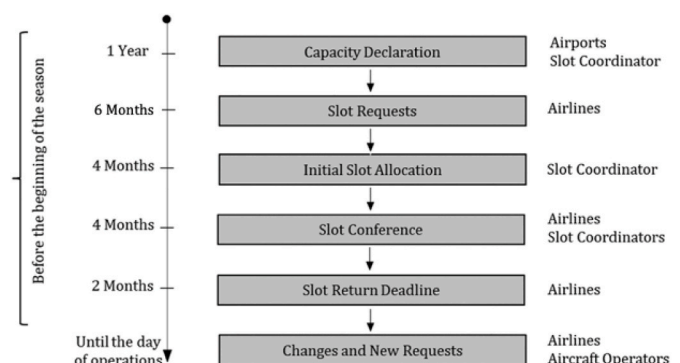 Before the beginning of the season
1 Year
Capacity Declaration
Airports
Slot Coordinator
6 Months
Slot Requests
Airlines
4 Months
Initial Slot Allocation
Slot Coordinator
4 Months
Slot Conference
Airlines
Slot Coordinators
2 Months
Slot Return Deadline
Airlines
Until the day
of operations
Changes and New Requests
Airlines
Aircraft Operators